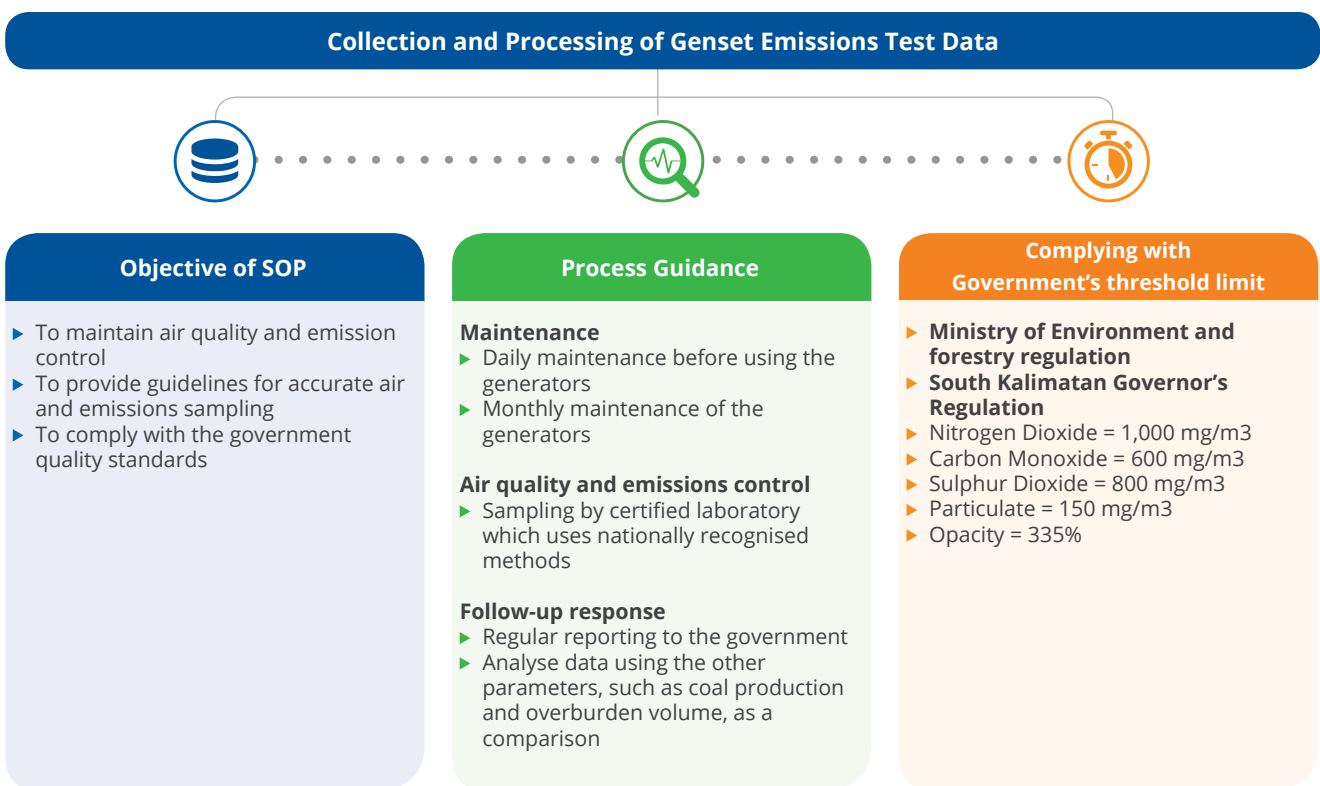 Collection and Processing of Genset Emissions Test Data
Objective of SOP
To maintain air quality and emission
control
To provide guidelines for accurate air
and emissions sampling
To comply with the government
quality standards
Process Guidance
Maintenance
Daily maintenance before using the
generators
Monthly maintenance of the
generators
Air quality and emissions control
Sampling by certified laboratory
which uses nationally recognised
methods
Follow-up response
Regular reporting to the government
Analyse data using the other
parameters, such as coal production
and overburden volume, as a
comparison
Complying with
Government’s threshold limit
Ministry of Environment and
forestry regulation
South Kalimatan Governor’s
Regulation
Nitrogen Dioxide = 1,000 mg/m3
Carbon Monoxide = 600 mg/m3
Sulphur Dioxide = 800 mg/m3
Particulate = 150 mg/m3
Opacity = 335%